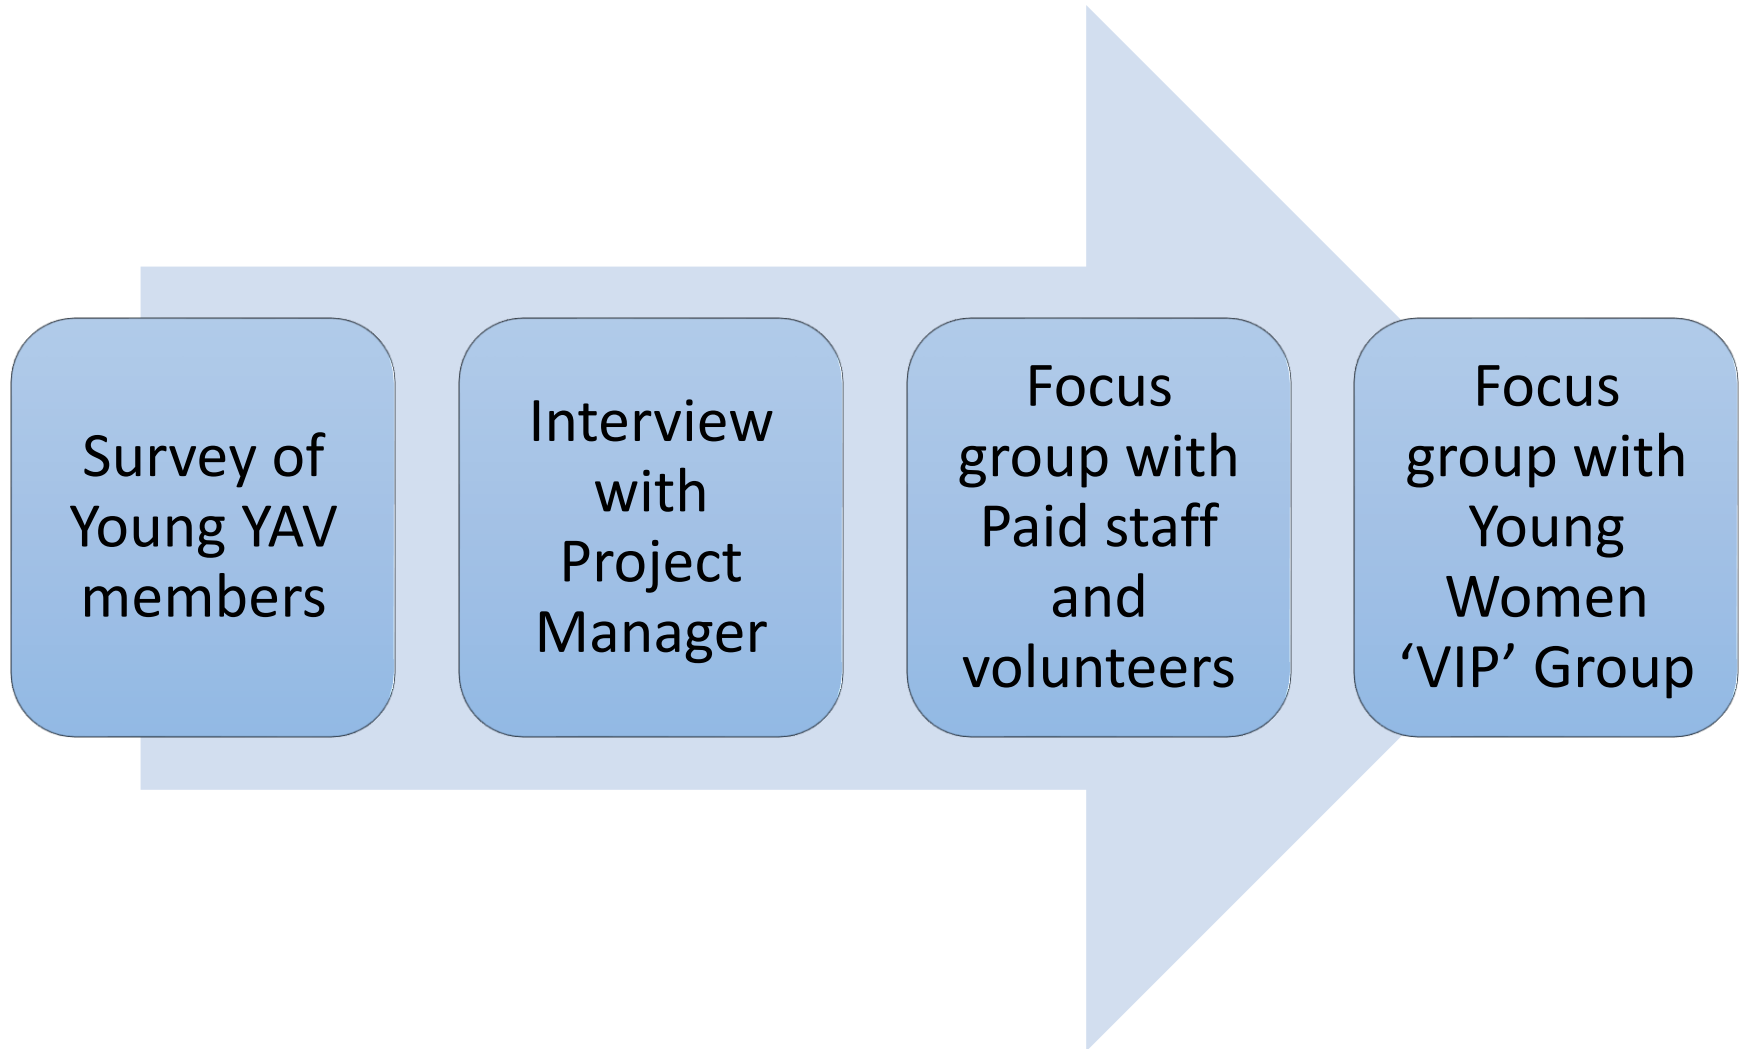 Survey of
Young YAV
members
Interview
with
Project
Manager
Focus
group with
Paid staff
and
volunteers
Focus
group with
Young
Women
‘VIP’ Group